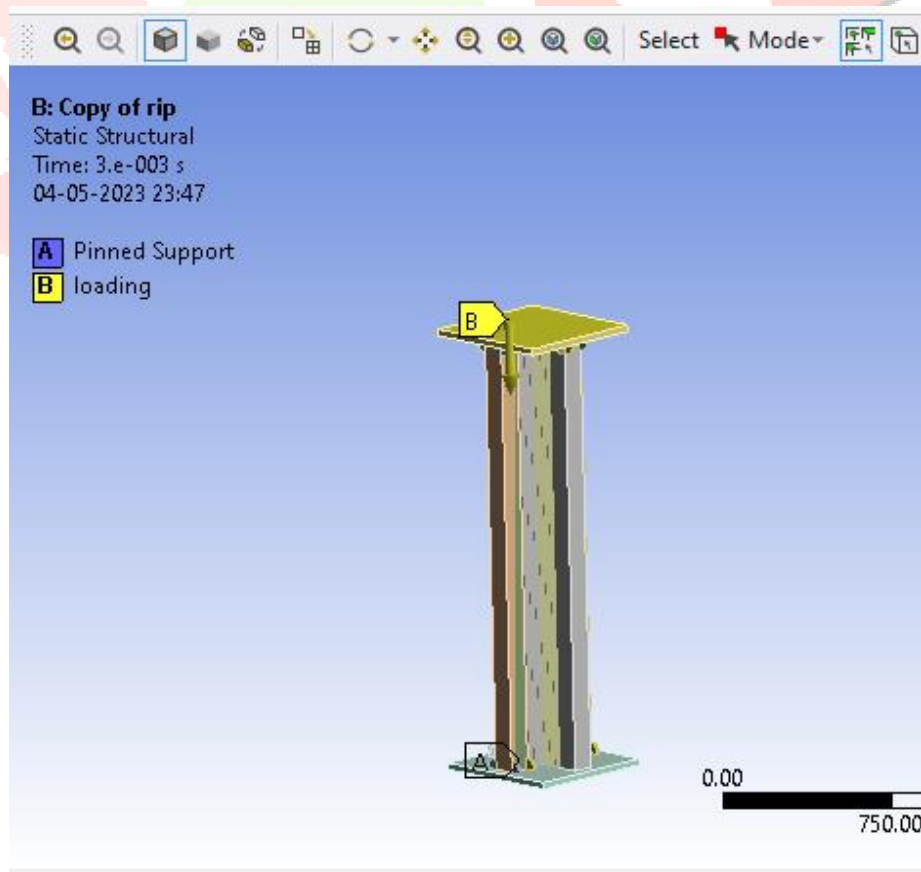 Select Mode
B: Copy of rip
Static Structural
Time: 3.e-003 s
04-05-2023 23:47
A Pinned Support
B loading
B
A
0.00
750.00